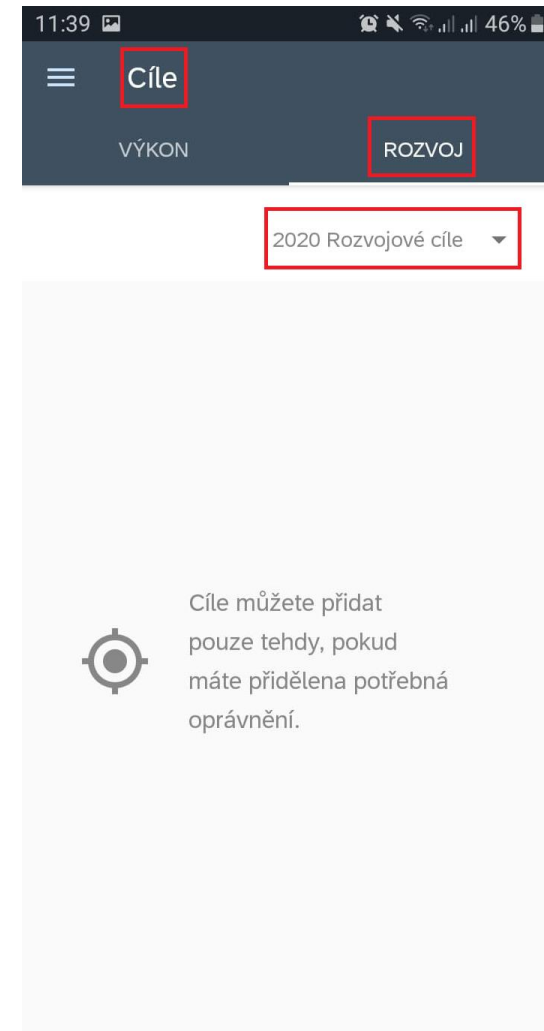 11:39 46%
Cíle
VÝKON ROZVOJ
2020 Rozvojové cíle
Cíle můžete přidat
pouze tehdy, pokud
máte přidělena potřebná
oprávnění.